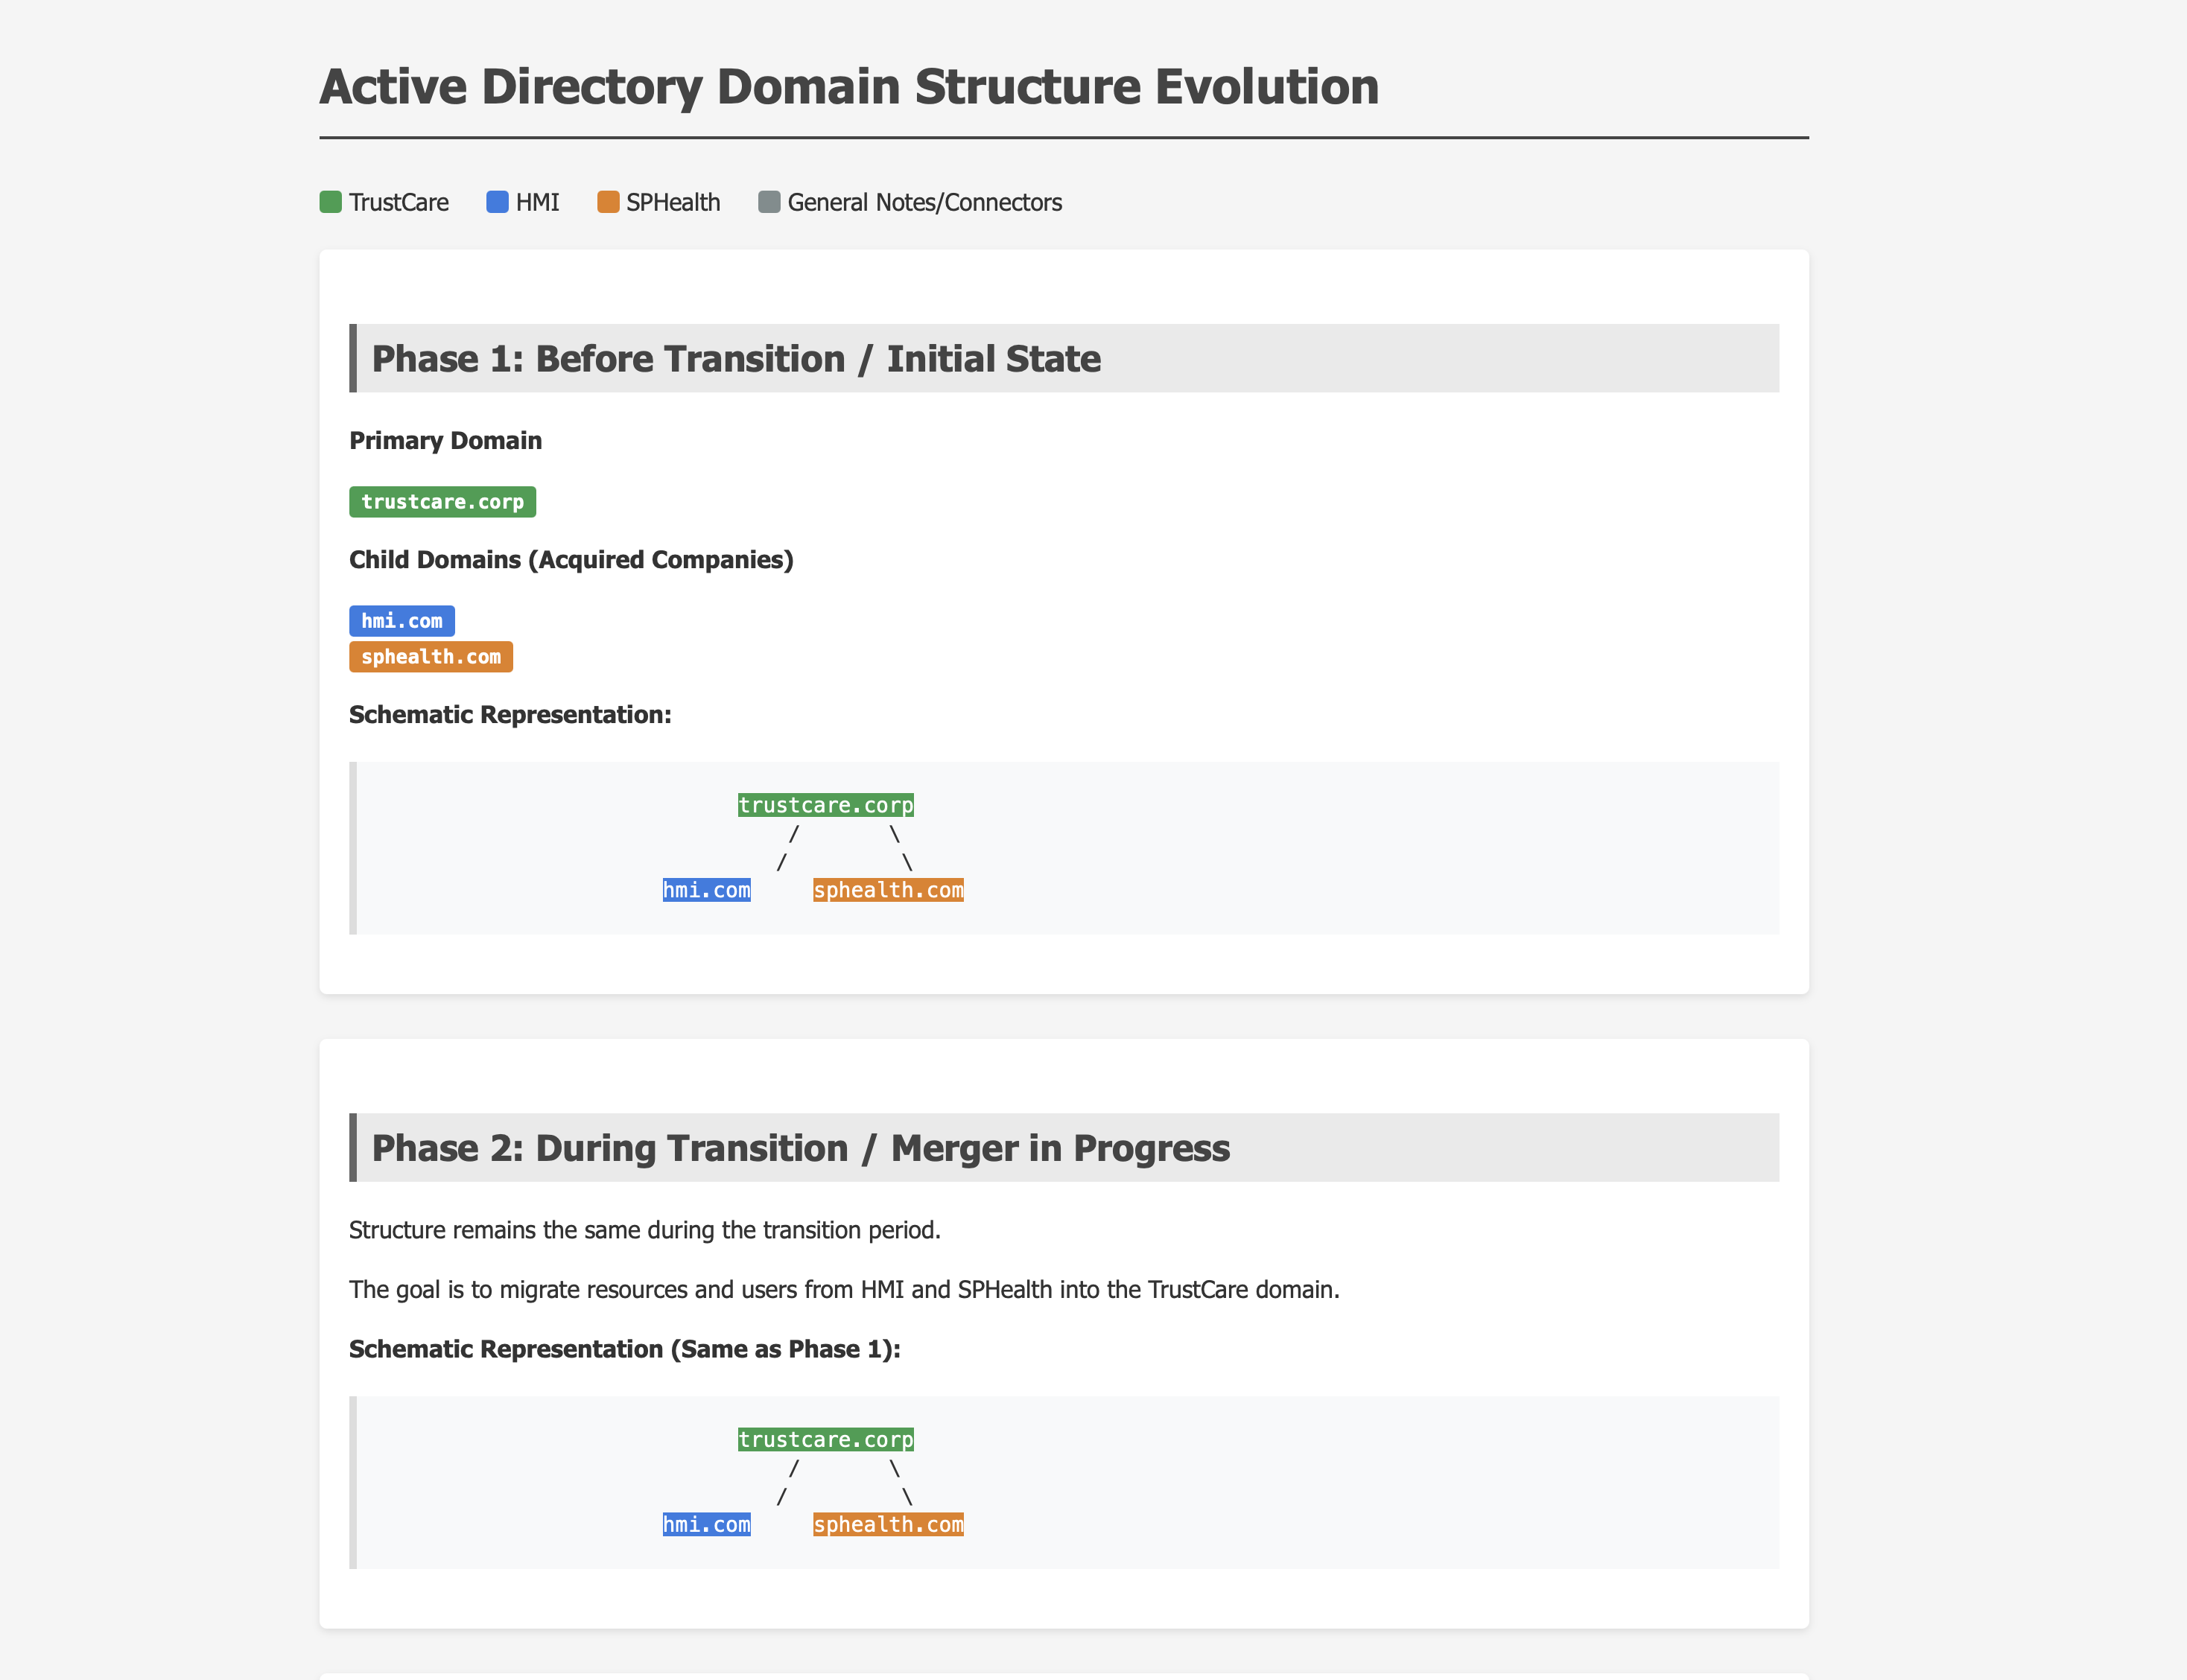 Active Directory Domain Structure Evolution
TrustCare HMI SPHealth General Notes/Connectors
Phase 1: Before Transition / Initial State
Primary Domain
trustcare.corp
Child Domains (Acquired Companies)
hmi.com
sphealth.com
Schematic Representation:
trustcare.corp
/ \
/ \
hmi.com sphealth.com
Phase 2: During Transition / Merger in Progress
Structure remains the same during the transition period.
The goal is to migrate resources and users from HMI and SPHealth into the TrustCare domain.
Schematic Representation (Same as Phase 1):
trustcare.corp
/ \
/ \
hmi.com sphealth.com